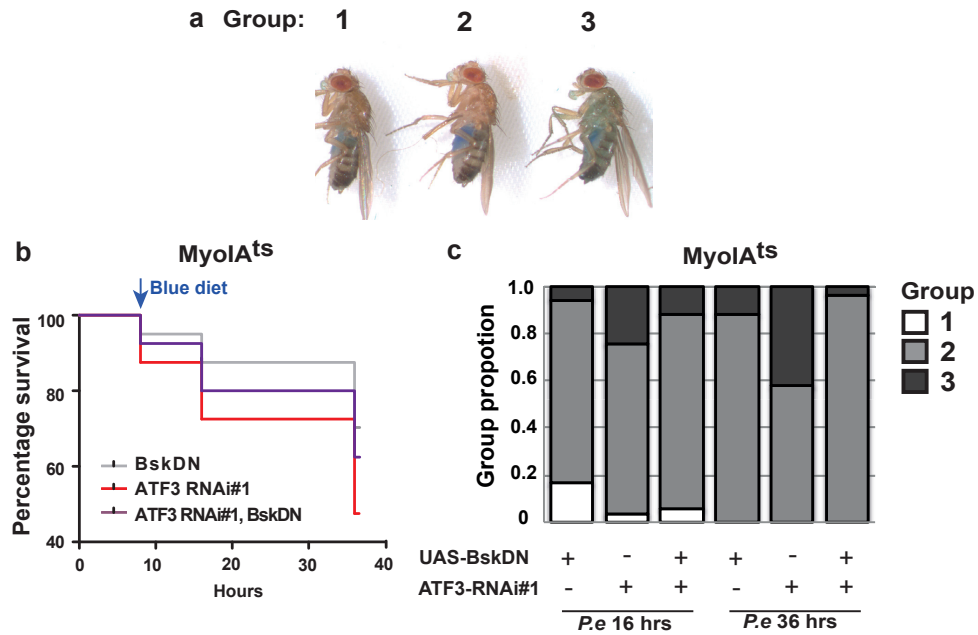 a Group: 1 2 3
b MyoIAts
Blue diet
Percentage survival
100
80
60
40
0 10 20 30 40
Hours
BskDN
ATF3 RNAi#1
ATF3 RNAi#1, BskDN
c MyoIAts
Group propotion
1.0
0.8
0.6
0.4
0.2
0
Group
1
2
3
UAS-BskDN + - + + - +
ATF3-RNAi#1 - + + - + +
P.e 16 hrs P.e 36 hrs